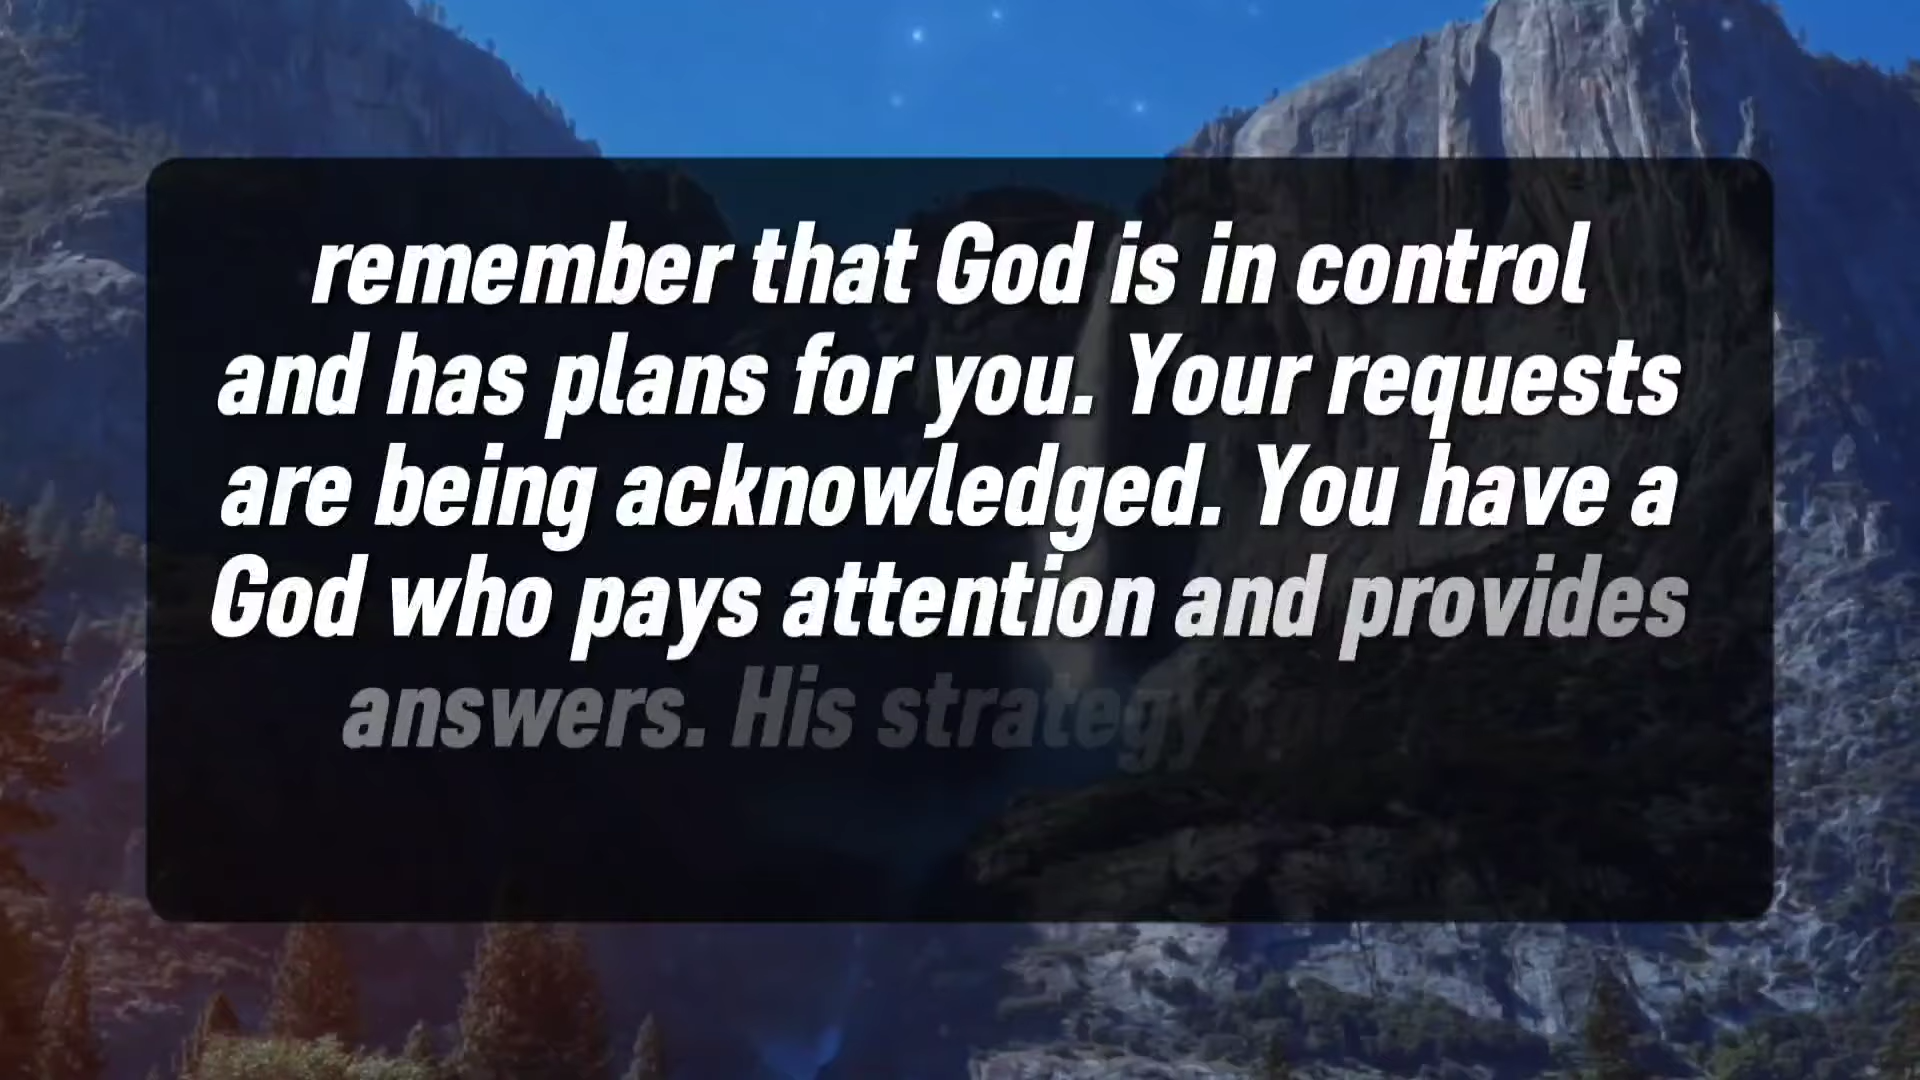 remember that God is in control
and has plans for you. Your requests
are being acknowledged. You have a
God who pays attention and provides
answers. His strategy for